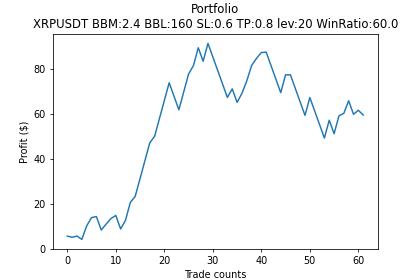 Portfolio
XRPUSDT BBM:2.4 BBL:160 SL:0.6 TP:0.8 lev:20 WinRatio:60.0
Profit ($)
80
60
40
20
0
0 10 20 30 40 50 60
Trade counts